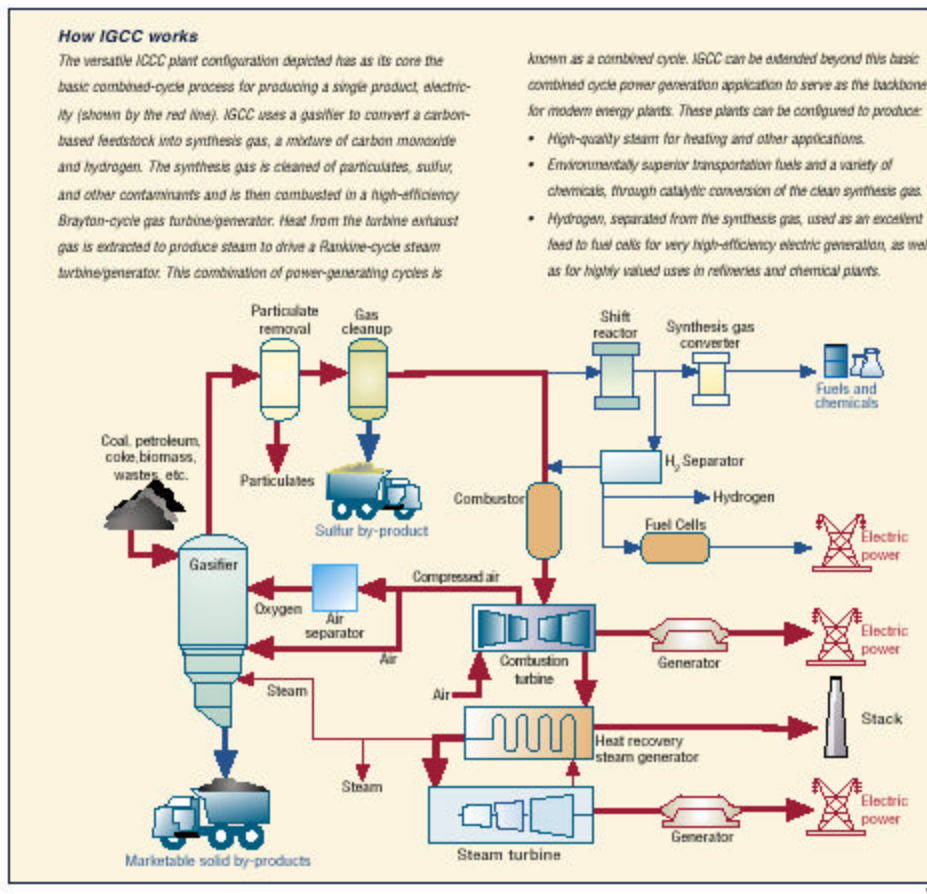 How IGCC works
The versatile ICCC plant configuration depicted has as its core the
basic combined-cycle process for producing a single product, electric-
ity (shown by the red line). IGCC uses a gasifier to convert a carbon-
based feedstock into synthesis gas, a mixture of carbon monoxide
and hydrogen. The synthesis gas is cleaned of particulates, sulfur,
and other contaminants and is then combusted in a high-efficiency
Brayton-cycle gas turbine/generator. Heat from the turbine exhaust
gas is extracted to produce steam to drive a Rankine-cycle steam
turbine/generator. This combination of power-generating cycles is
known as a combined cycle. IGCC can be extended beyond this basic
combined cycle power generation application to serve as the backbone
for modern energy plants. These plants can be configured to produce:
• High-quality steam for heating and other applications.
• Environmentally superior transportation fuels and a variety of
chemicals, through catalytic conversion of the clean synthesis gas.
• Hydrogen, separated from the synthesis gas, used as an excellent
feed to fuel cells for very high-efficiency electric generation, as well
as for highly valued uses in refineries and chemical plants.
Particulate
removal
Gas
cleanup
Shift
reactor
Synthesis gas
converter
Fuels and
chemicals
Coal, petroleum,
coke, biomass,
wastes, etc.
Particulates
Sulfur by-product
Combustor
H2 Separator
Hydrogen
Fuel Cells
Electric
power
Gasifier
Oxygen
Air
separator
Compressed air
Air
Combustion
turbine
Generator
Electric
power
Air
Steam
Steam
Heat recovery
steam generator
Stack
Steam turbine
Generator
Electric
power
Marketable solid by-products